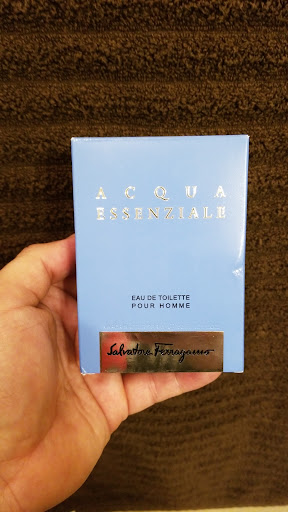 ACQUA
ESSENZIALE
EAU DE TOILETTE
POUR HOMME
Salvatore Ferragamo